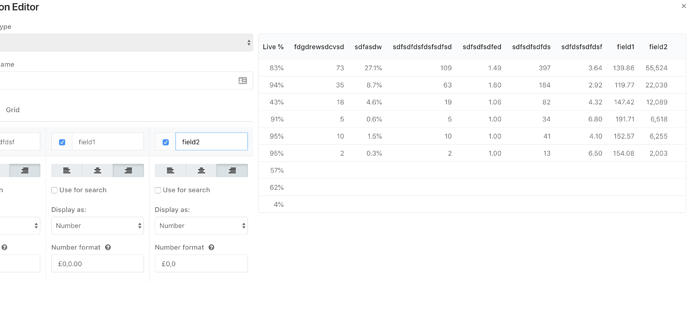 on Editor
ype
ame
Grid
dfdsf
field1
field2
Use for search
Use for search
Display as:
Display as:
Number
Number
Number format
Number format
£0,0.00
£0,0
Live % fdgdrewsdcvsd sdfasdw sdfsdfdsfdsfsdfsd sdfsdfsdfed sdfsdfsdfds sdfdsfsdfdsf field1 field2
83% 73 27.1% 109 1.49 397 3.64 139.86 55,524
94% 35 8.7% 63 1.80 184 2.92 119.77 22,038
43% 18 4.6% 19 1.06 82 4.32 147.42 12,089
91% 5 0.6% 5 1.00 34 6.80 191.71 6,518
95% 10 1.5% 10 1.00 41 4.10 152.57 6,255
96% 2 0.3% 2 1.00 13 6.50 154.08 2,003
57%
62%
4%